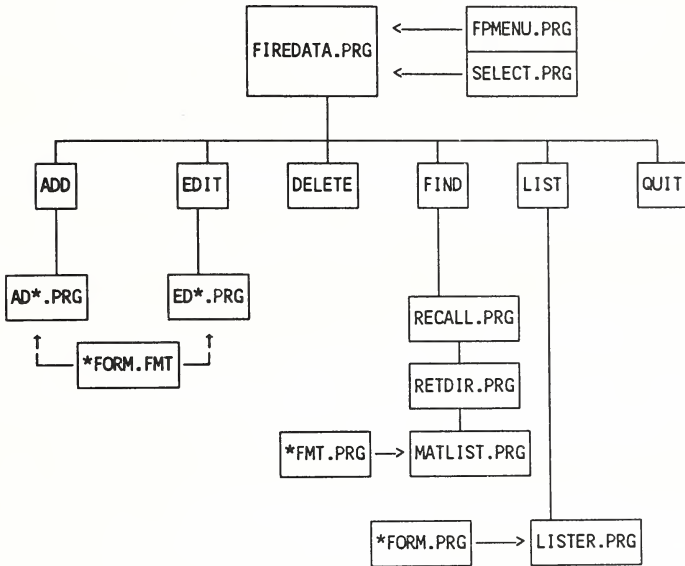 FIREDATA.PRG
FPMENU.PRG
SELECT.PRG
ADD
EDIT
DELETE
FIND
LIST
QUIT
AD*.PRG
ED*.PRG
*FORM.FMT
RECALL.PRG
RETDIR.PRG
*FMT.PRG
MATLIST.PRG
*FORM.PRG
LISTER.PRG